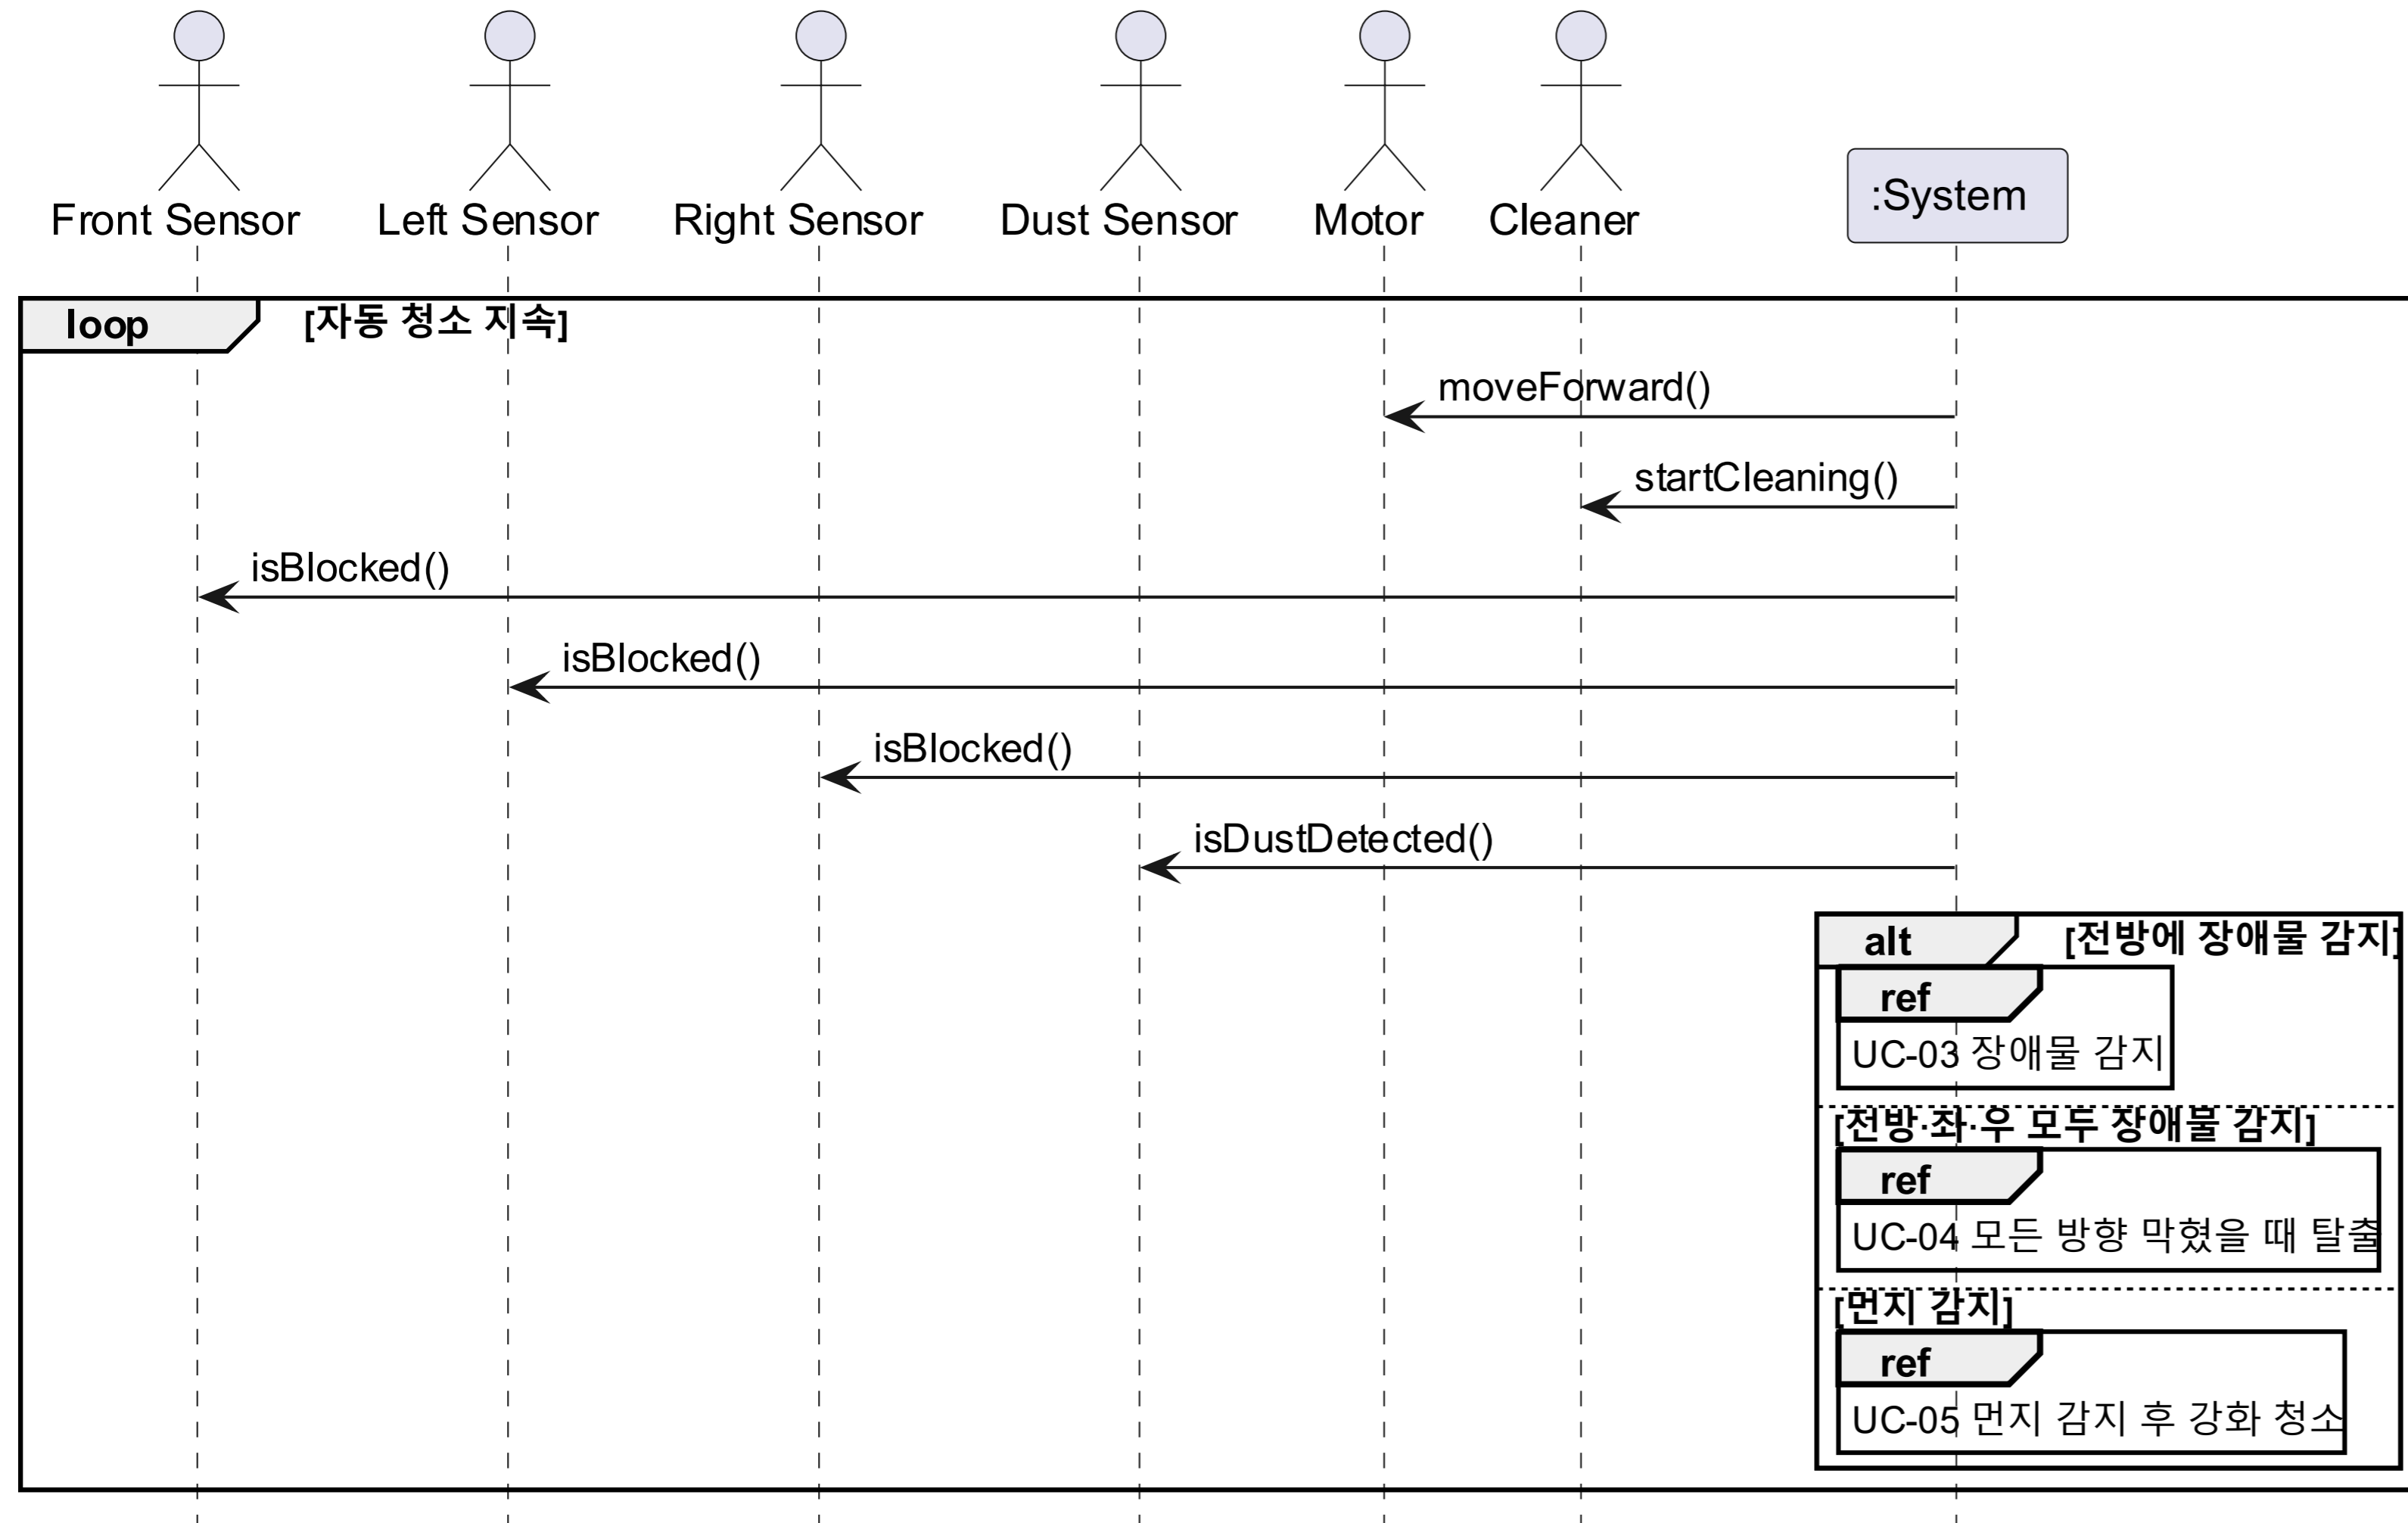 Front Sensor
Left Sensor
Right Sensor
Dust Sensor
Motor
Cleaner
:System
loop
[자동 청소 지속]
moveForward()
startCleaning()
isBlocked()
isBlocked()
isBlocked()
isDustDetected()
alt
[전방에 장애물 감지]
ref
UC-03 장애물 감지
[전방·좌·우 모두 장애물 감지]
ref
UC-04 모든 방향 막혔을 때 탈출
[먼지 감지]
ref
UC-05 먼지 감지 후 강화 청소